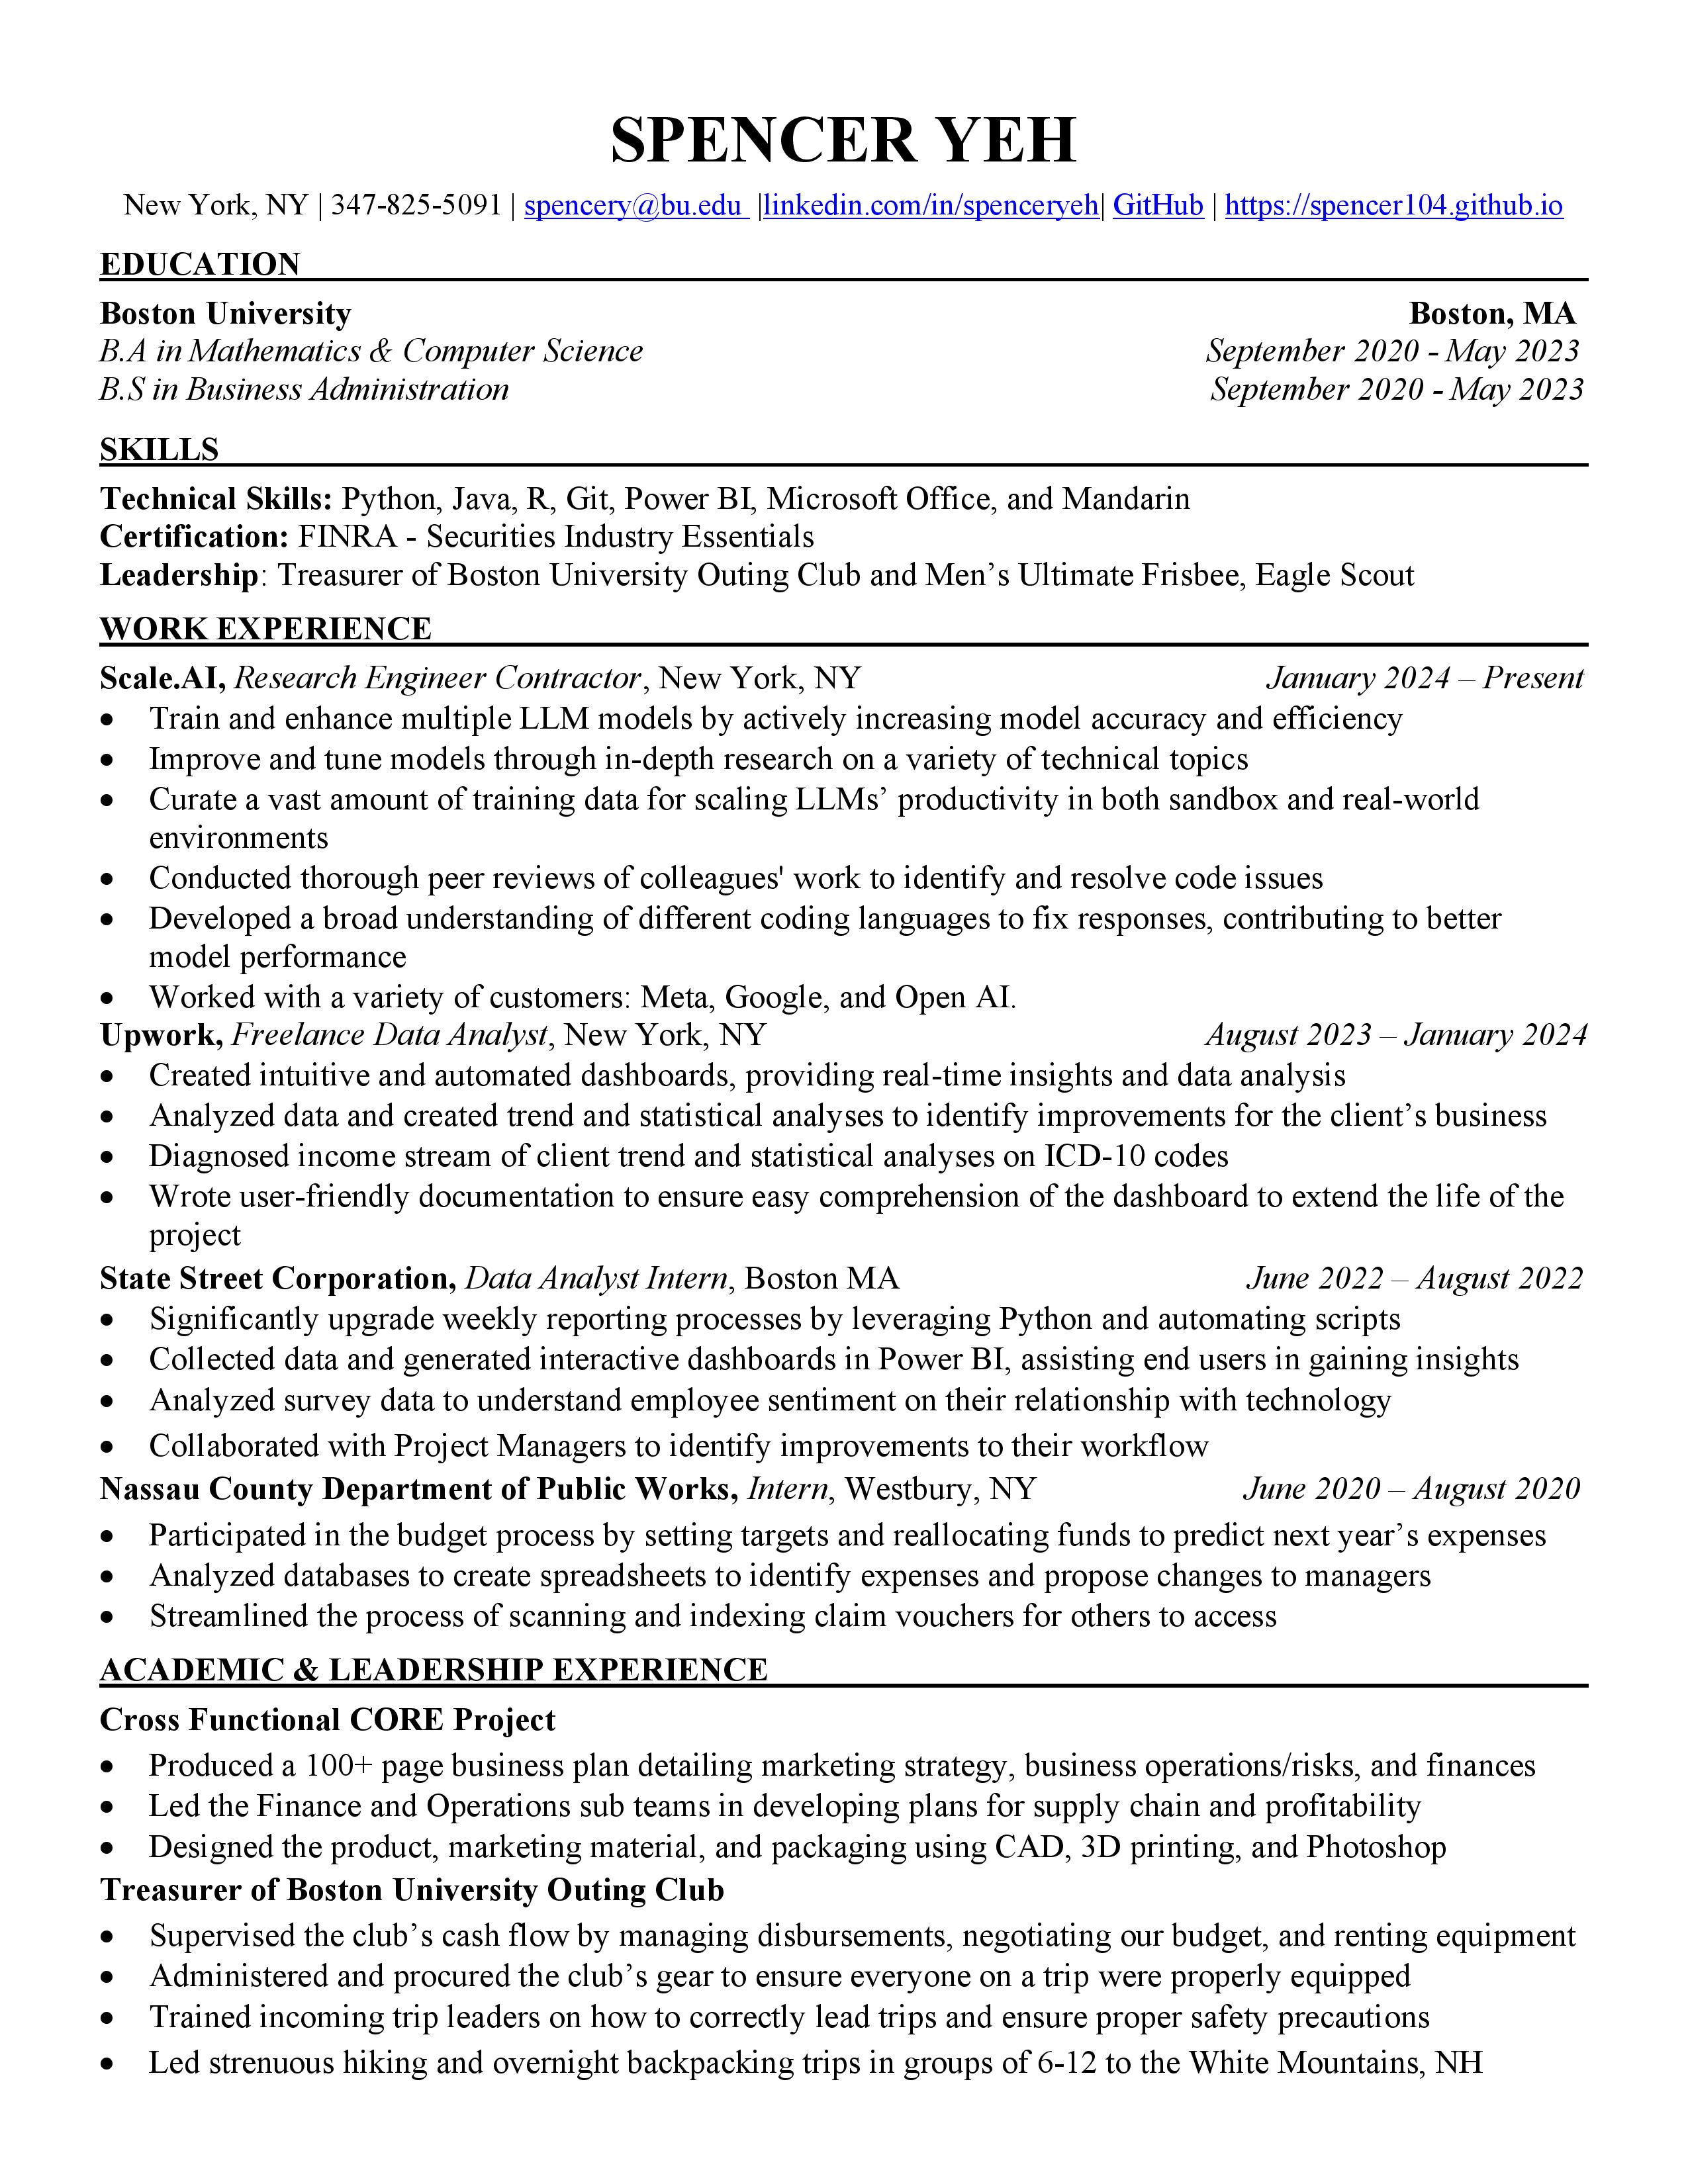 SPENCER YEH
New York, NY | 347-825-5091 | spencery@bu.edu |linkedin.com/in/spenceryeh| GitHub | https://spencer104.github.io
EDUCATION
Boston University Boston, MA
B.A in Mathematics & Computer Science September 2020 - May 2023
B.S in Business Administration September 2020 - May 2023
SKILLS
Technical Skills: Python, Java, R, Git, Power BI, Microsoft Office, and Mandarin
Certification: FINRA - Securities Industry Essentials
Leadership: Treasurer of Boston University Outing Club and Men’s Ultimate Frisbee, Eagle Scout
WORK EXPERIENCE
Scale.AI, Research Engineer Contractor, New York, NY January 2024 – Present
• Train and enhance multiple LLM models by actively increasing model accuracy and efficiency
• Improve and tune models through in-depth research on a variety of technical topics
• Curate a vast amount of training data for scaling LLMs’ productivity in both sandbox and real-world
environments
• Conducted thorough peer reviews of colleagues' work to identify and resolve code issues
• Developed a broad understanding of different coding languages to fix responses, contributing to better
model performance
• Worked with a variety of customers: Meta, Google, and Open AI.
Upwork, Freelance Data Analyst, New York, NY August 2023 – January 2024
• Created intuitive and automated dashboards, providing real-time insights and data analysis
• Analyzed data and created trend and statistical analyses to identify improvements for the client’s business
• Diagnosed income stream of client trend and statistical analyses on ICD-10 codes
• Wrote user-friendly documentation to ensure easy comprehension of the dashboard to extend the life of the
project
State Street Corporation, Data Analyst Intern, Boston MA June 2022 – August 2022
• Significantly upgrade weekly reporting processes by leveraging Python and automating scripts
• Collected data and generated interactive dashboards in Power BI, assisting end users in gaining insights
• Analyzed survey data to understand employee sentiment on their relationship with technology
• Collaborated with Project Managers to identify improvements to their workflow
Nassau County Department of Public Works, Intern, Westbury, NY June 2020 – August 2020
• Participated in the budget process by setting targets and reallocating funds to predict next year’s expenses
• Analyzed databases to create spreadsheets to identify expenses and propose changes to managers
• Streamlined the process of scanning and indexing claim vouchers for others to access
ACADEMIC & LEADERSHIP EXPERIENCE
Cross Functional CORE Project
• Produced a 100+ page business plan detailing marketing strategy, business operations/risks, and finances
• Led the Finance and Operations sub teams in developing plans for supply chain and profitability
• Designed the product, marketing material, and packaging using CAD, 3D printing, and Photoshop
Treasurer of Boston University Outing Club
• Supervised the club’s cash flow by managing disbursements, negotiating our budget, and renting equipment
• Administered and procured the club’s gear to ensure everyone on a trip were properly equipped
• Trained incoming trip leaders on how to correctly lead trips and ensure proper safety precautions
• Led strenuous hiking and overnight backpacking trips in groups of 6-12 to the White Mountains, NH